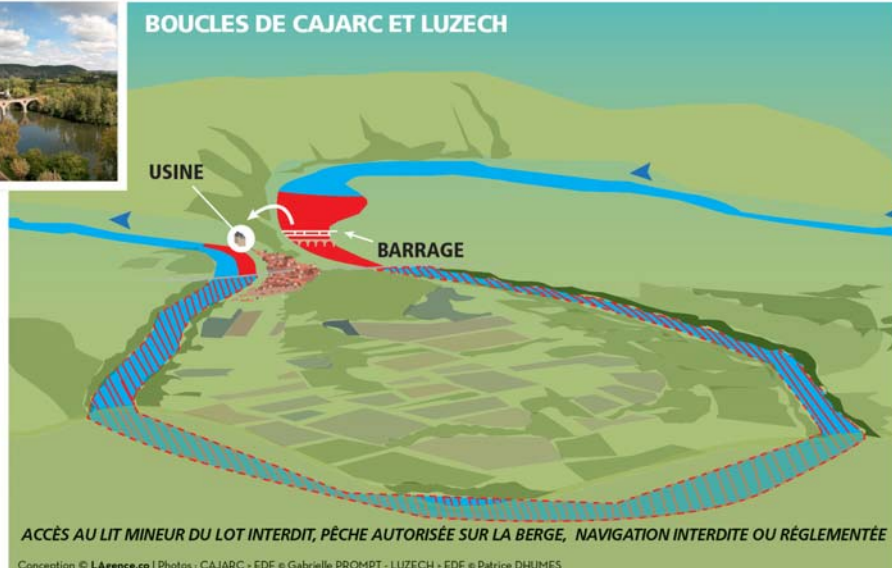 BOUCLES DE CAJARC ET LUZECH
USINE
BARRAGE
ACCÈS AU LIT MINEUR DU LOT INTERDIT, PÊCHE AUTORISÉE SUR LA BERGE, NAVIGATION INTERDITE OU RÉGLEMENTÉE
Conception © LAgence.co | Photos : CAJARC © EDF © Gabrielle PROMPT - LUZECH © EDF © Patrice DHUMES